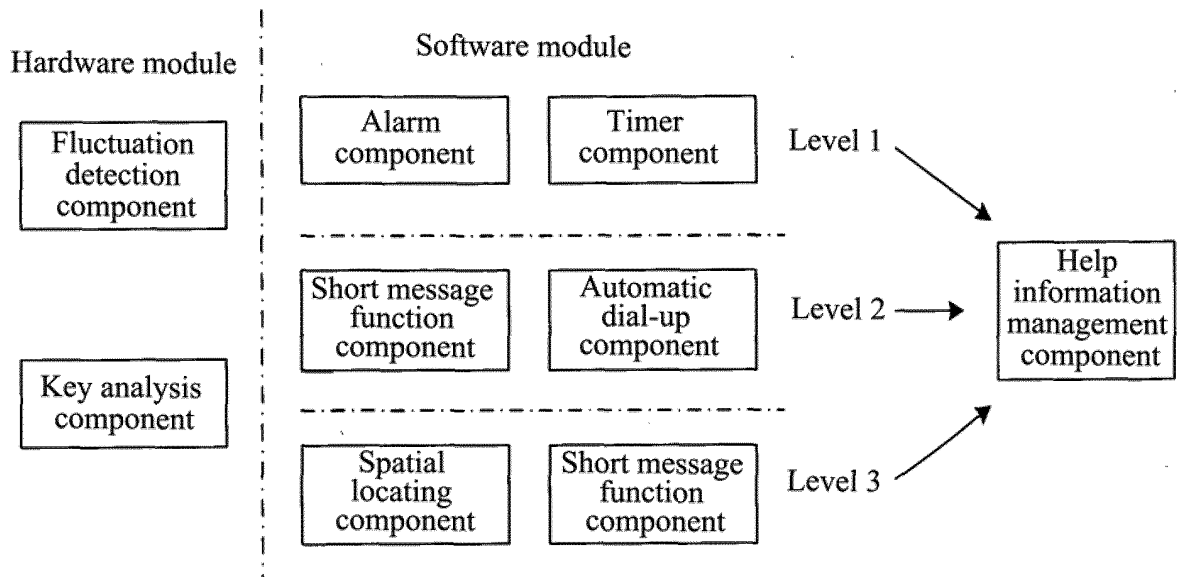 Hardware module
Fluctuation
detection
component
Key analysis
component
Software module
Alarm
component
Timer
component
Level 1
Short message
function
component
Automatic
dial-up
component
Level 2
Spatial
locating
component
Short message
function
component
Level 3
Help
information
management
component